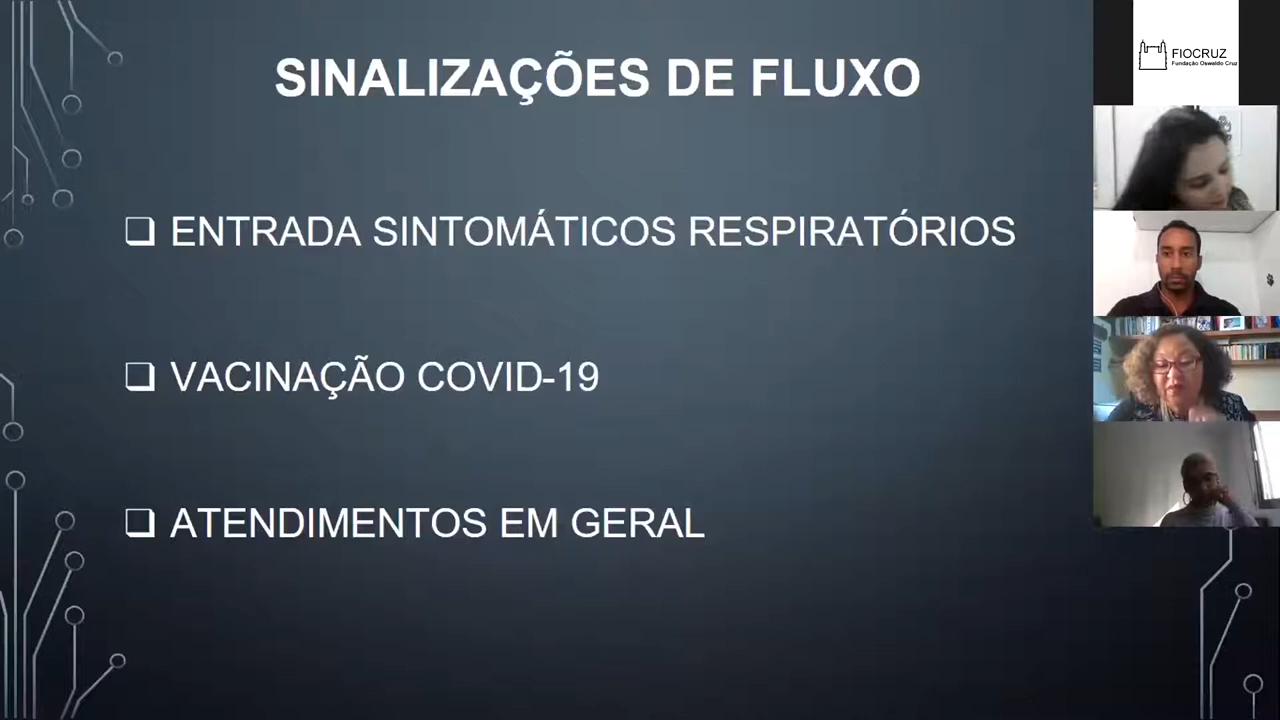 SINALIZAÇÕES DE FLUXO
ENTRADA SINTOMÁTICOS RESPIRATÓRIOS
VACINAÇÃO COVID-19
ATENDIMENTOS EM GERAL
FIOCRUZ
Fundação Oswaldo Cruz